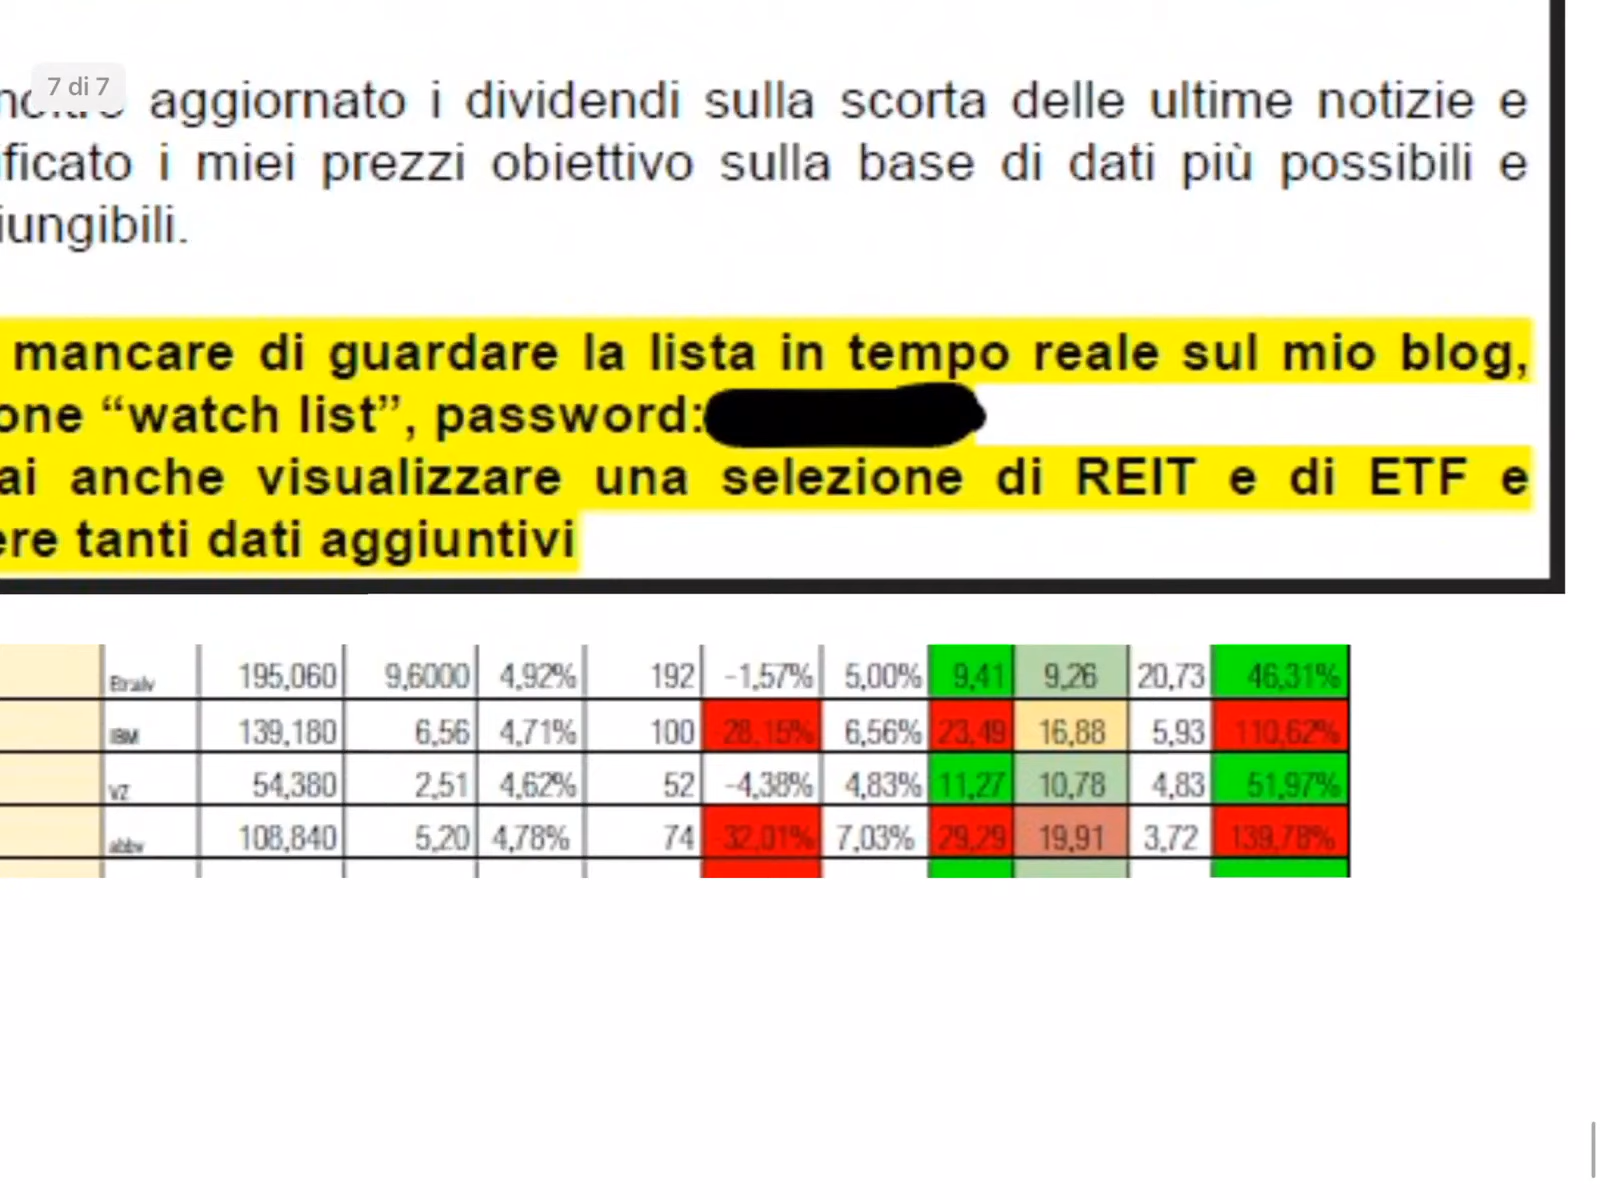 7 di 7
aggiornato i dividendi sulla scorta delle ultime notizie e
ficato i miei prezzi obiettivo sulla base di dati più possibili e
iungibili.
mancare di guardare la lista in tempo reale sul mio blog,
one “watch list”, password:
ai anche visualizzare una selezione di REIT e di ETF e
ere tanti dati aggiuntivi
195,060 9,6000 4,92% 192 -1,57% 5,00% 9,41 9,26 20,73 46,31%
IBM 139,180 6,56 4,71% 100 28,15% 6,56% 23,49 16,88 5,93 110,62%
VZ 54,380 2,51 4,62% 52 -4,38% 4,83% 11,27 10,78 4,83 51,97%
abbv 108,840 5,20 4,78% 74 32,01% 7,03% 29,29 19,91 3,72 139,78%